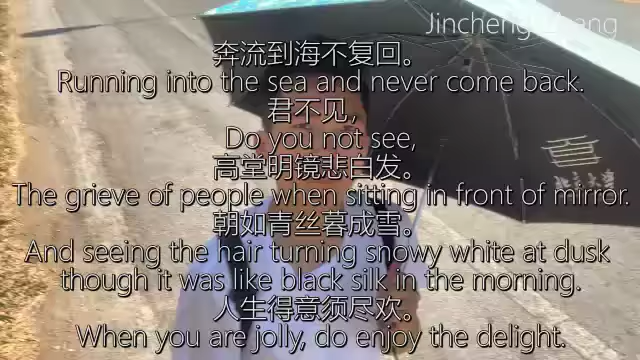 Jincheng Zhang
奔流到海不复回。
Running into the sea and never come back.
君不见，
Do you not see,
高堂明镜悲白发。
The grieve of people when sitting in front of mirror.
朝如青丝暮成雪。
And seeing the hair turning snowy white at dusk
though it was like black silk in the morning.
人生得意须尽欢。
When you are jolly, do enjoy the delight.